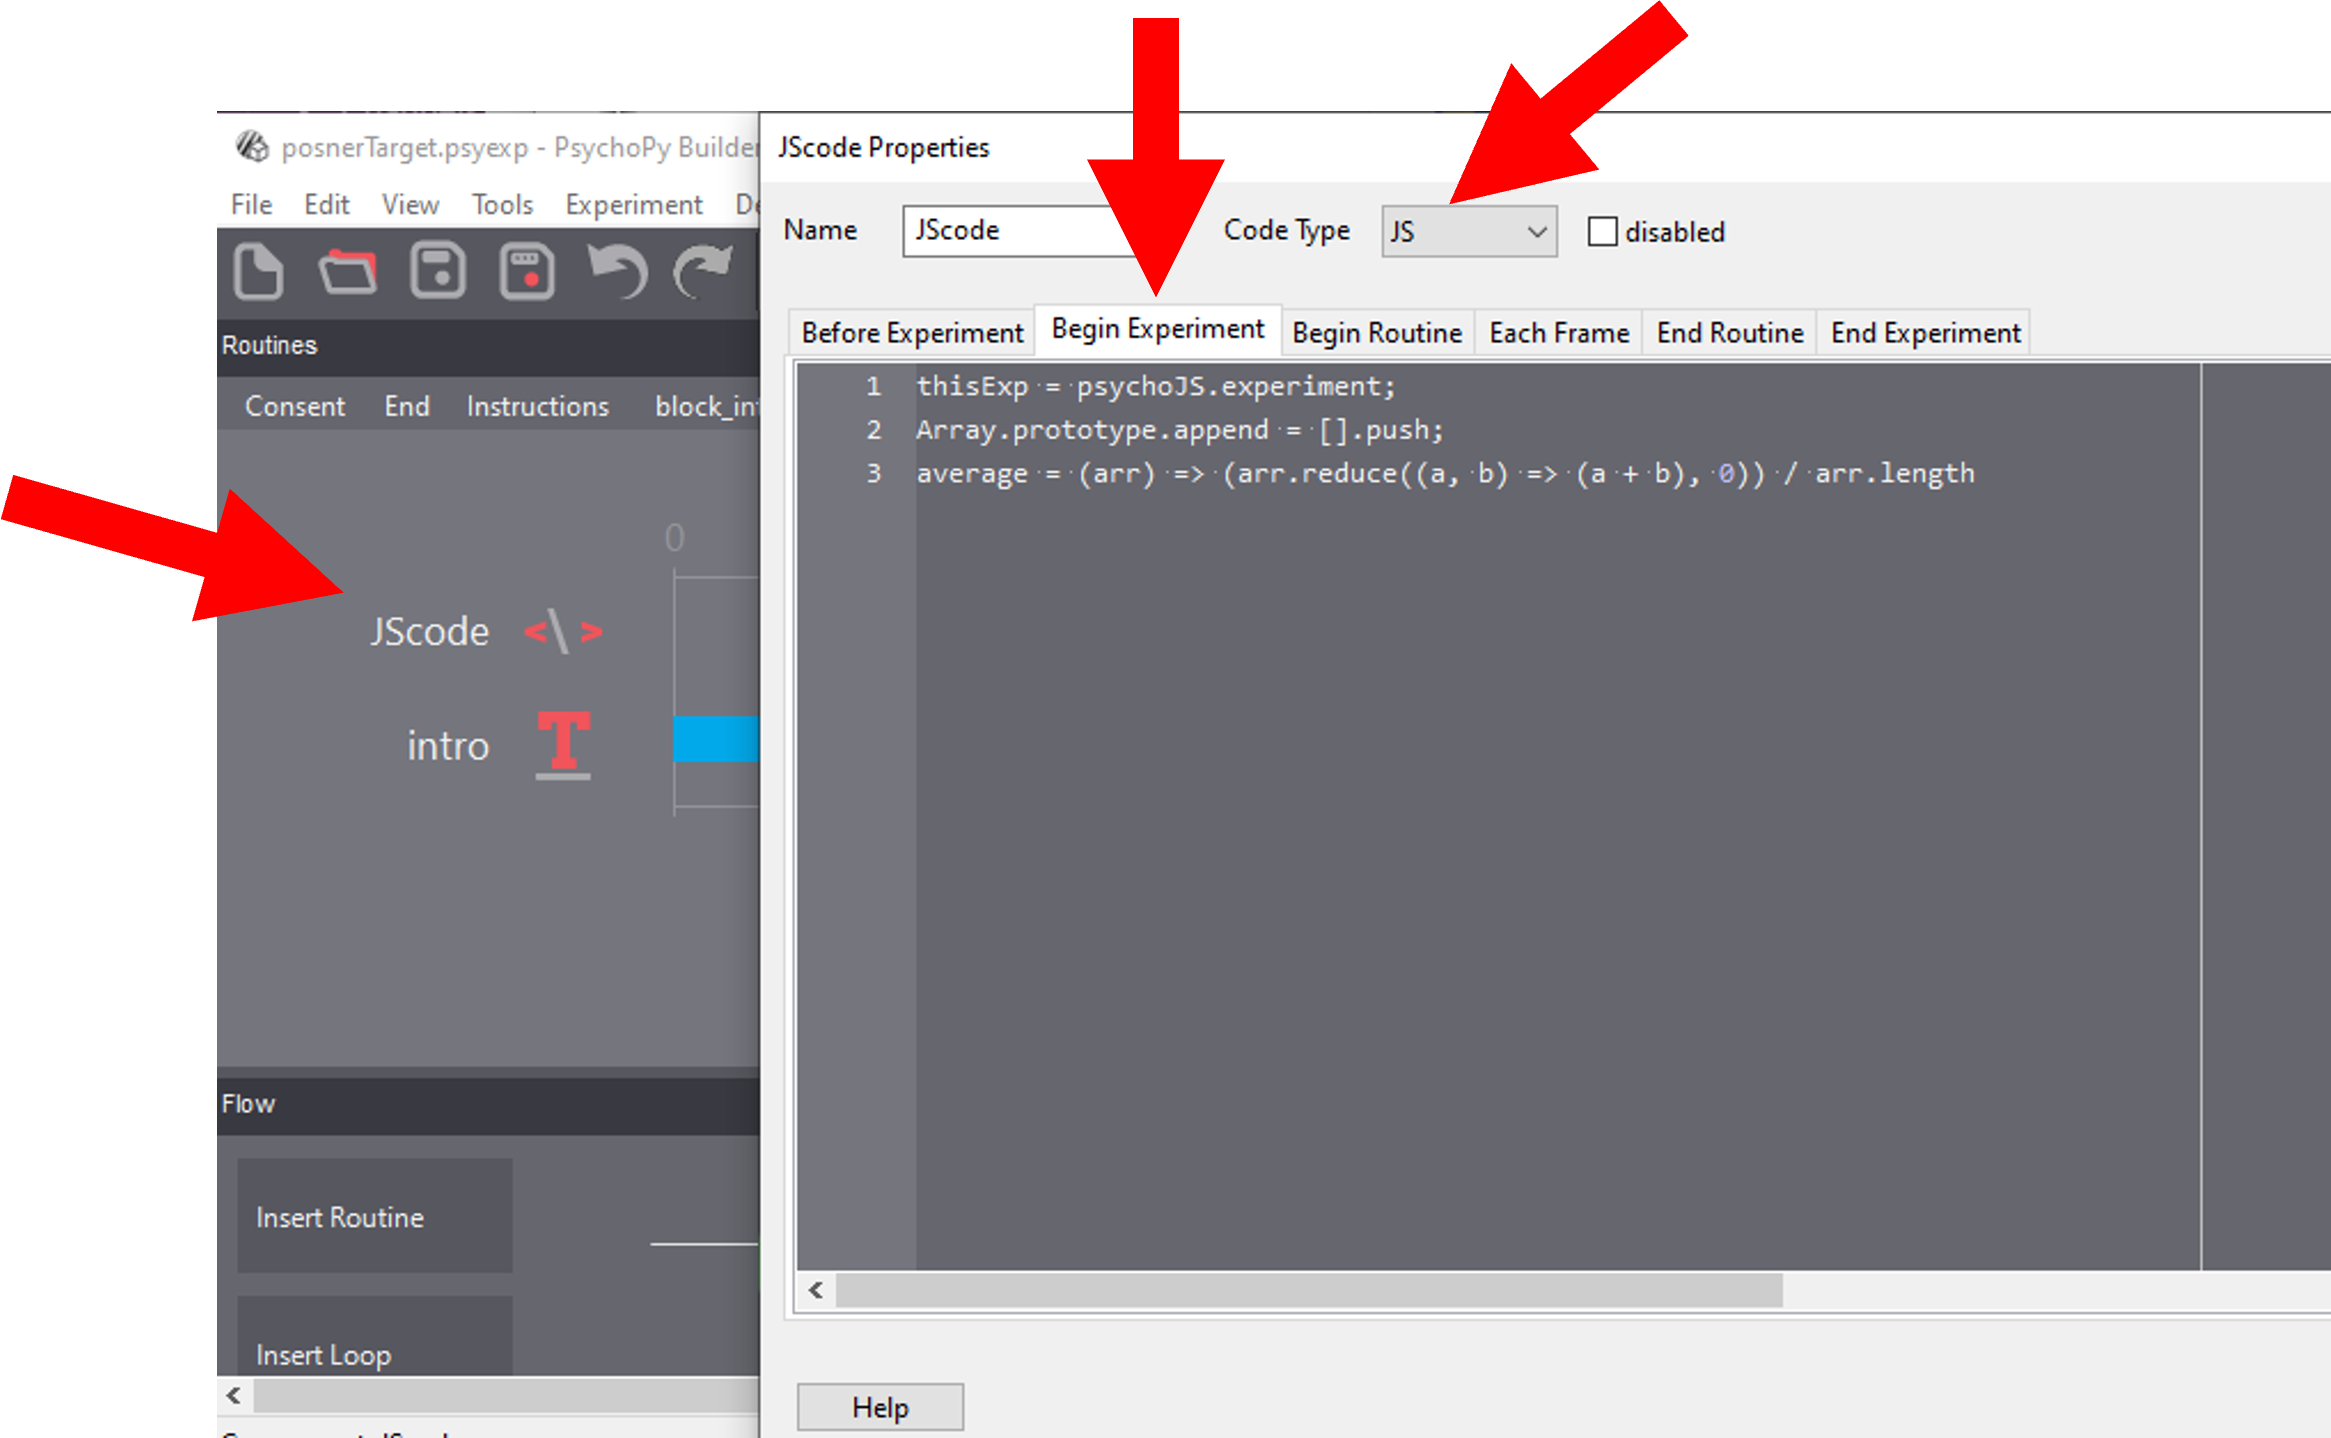 posnerTarget.psyexp - PsychoPy Builder
File Edit View Tools Experiment
Routines
Consent End Instructions
0
JScode
intro
Flow
Insert Routine
Insert Loop
JScode Properties
Name JScode Code Type JS disabled
Before Experiment Begin Experiment Begin Routine Each Frame End Routine End Experiment
1 thisExp = psychoJS.experiment;
2 Array.prototype.append = [].push;
3 average = (arr) => (arr.reduce((a, b) => (a + b), 0)) / arr.length
Help